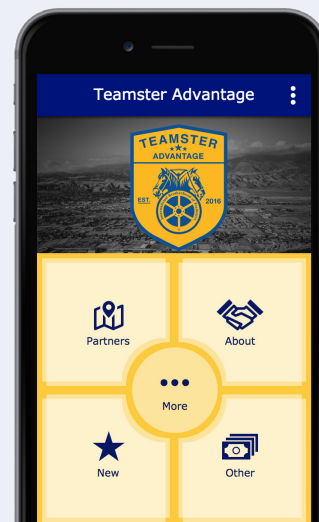 Teamster Advantage
TEAMSTER
ADVANTAGE
EST. 2016
Partners
About
More
New
Other